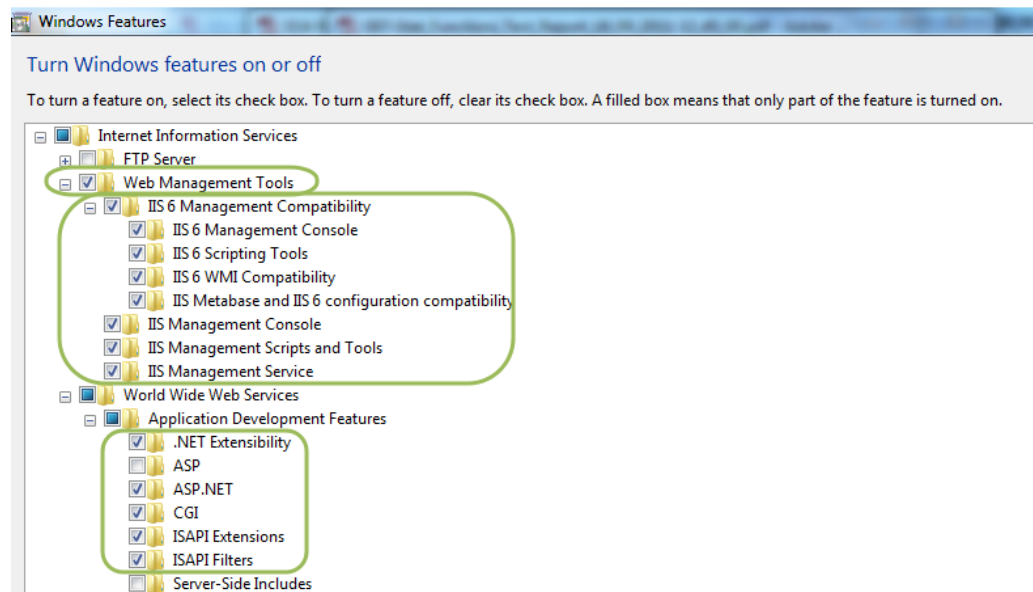 Windows Features
Turn Windows features on or off
To turn a feature on, select its check box. To turn a feature off, clear its check box. A filled box means that only part of the feature is turned on.
Internet Information Services
FTP Server
Web Management Tools
IIS 6 Management Compatibility
IIS 6 Management Console
IIS 6 Scripting Tools
IIS 6 WMI Compatibility
IIS Metabase and IIS 6 configuration compatibility
IIS Management Console
IIS Management Scripts and Tools
IIS Management Service
World Wide Web Services
Application Development Features
.NET Extensibility
ASP
ASP.NET
CGI
ISAPI Extensions
ISAPI Filters
Server-Side Includes